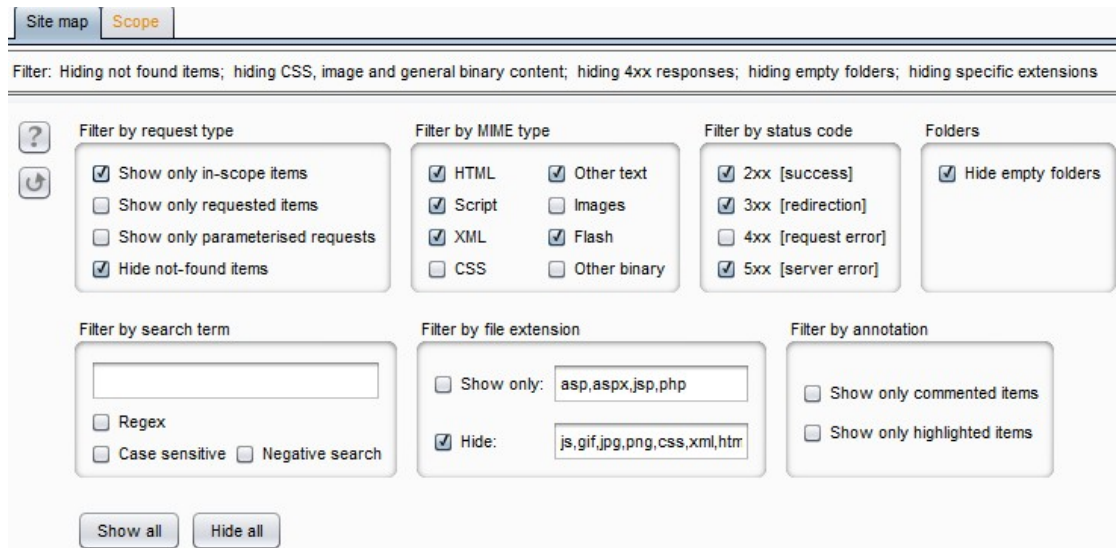 Site map Scope
Filter: Hiding not found items; hiding CSS, image and general binary content; hiding 4xx responses; hiding empty folders; hiding specific extensions
?
Filter by request type
Show only in-scope items
Show only requested items
Show only parameterised requests
Hide not-found items
Filter by MIME type
HTML Other text
Script Images
XML Flash
CSS Other binary
Filter by status code
2xx [success]
3xx [redirection]
4xx [request error]
5xx [server error]
Folders
Hide empty folders
Filter by search term
Regex
Case sensitive Negative search
Filter by file extension
Show only: asp,aspx,jsp,php
Hide: js,gif,jpg,png,css,xml,htm
Filter by annotation
Show only commented items
Show only highlighted items
Show all Hide all